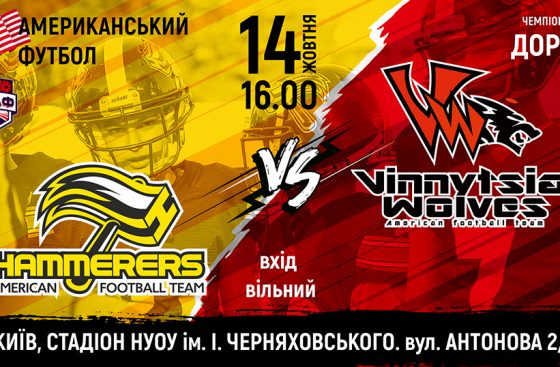 АМЕРИКАНСЬКИЙ
ФУТБОЛ
14
ЖОВТНЯ
16.00
ДОР
VS
HAMMERERS
AMERICAN FOOTBALL TEAM
Vinnytsia
Wolves
American football team
вхід
вільний
КИЇВ, СТАДІОН НУОУ ім. І. ЧЕРНЯХОВСЬКОГО. вул. АНТОНОВА 2,